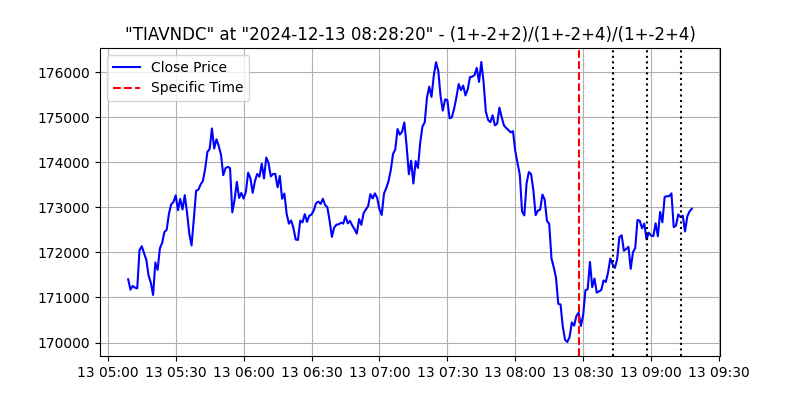 "TIAVNDC" at "2024-12-13 08:28:20" - (1+-2+2)/(1+-2+4)/(1+-2+4)
Close Price
Specific Time
176000
175000
174000
173000
172000
171000
170000
13 05:00 13 05:30 13 06:00 13 06:30 13 07:00 13 07:30 13 08:00 13 08:30 13 09:00 13 09:30